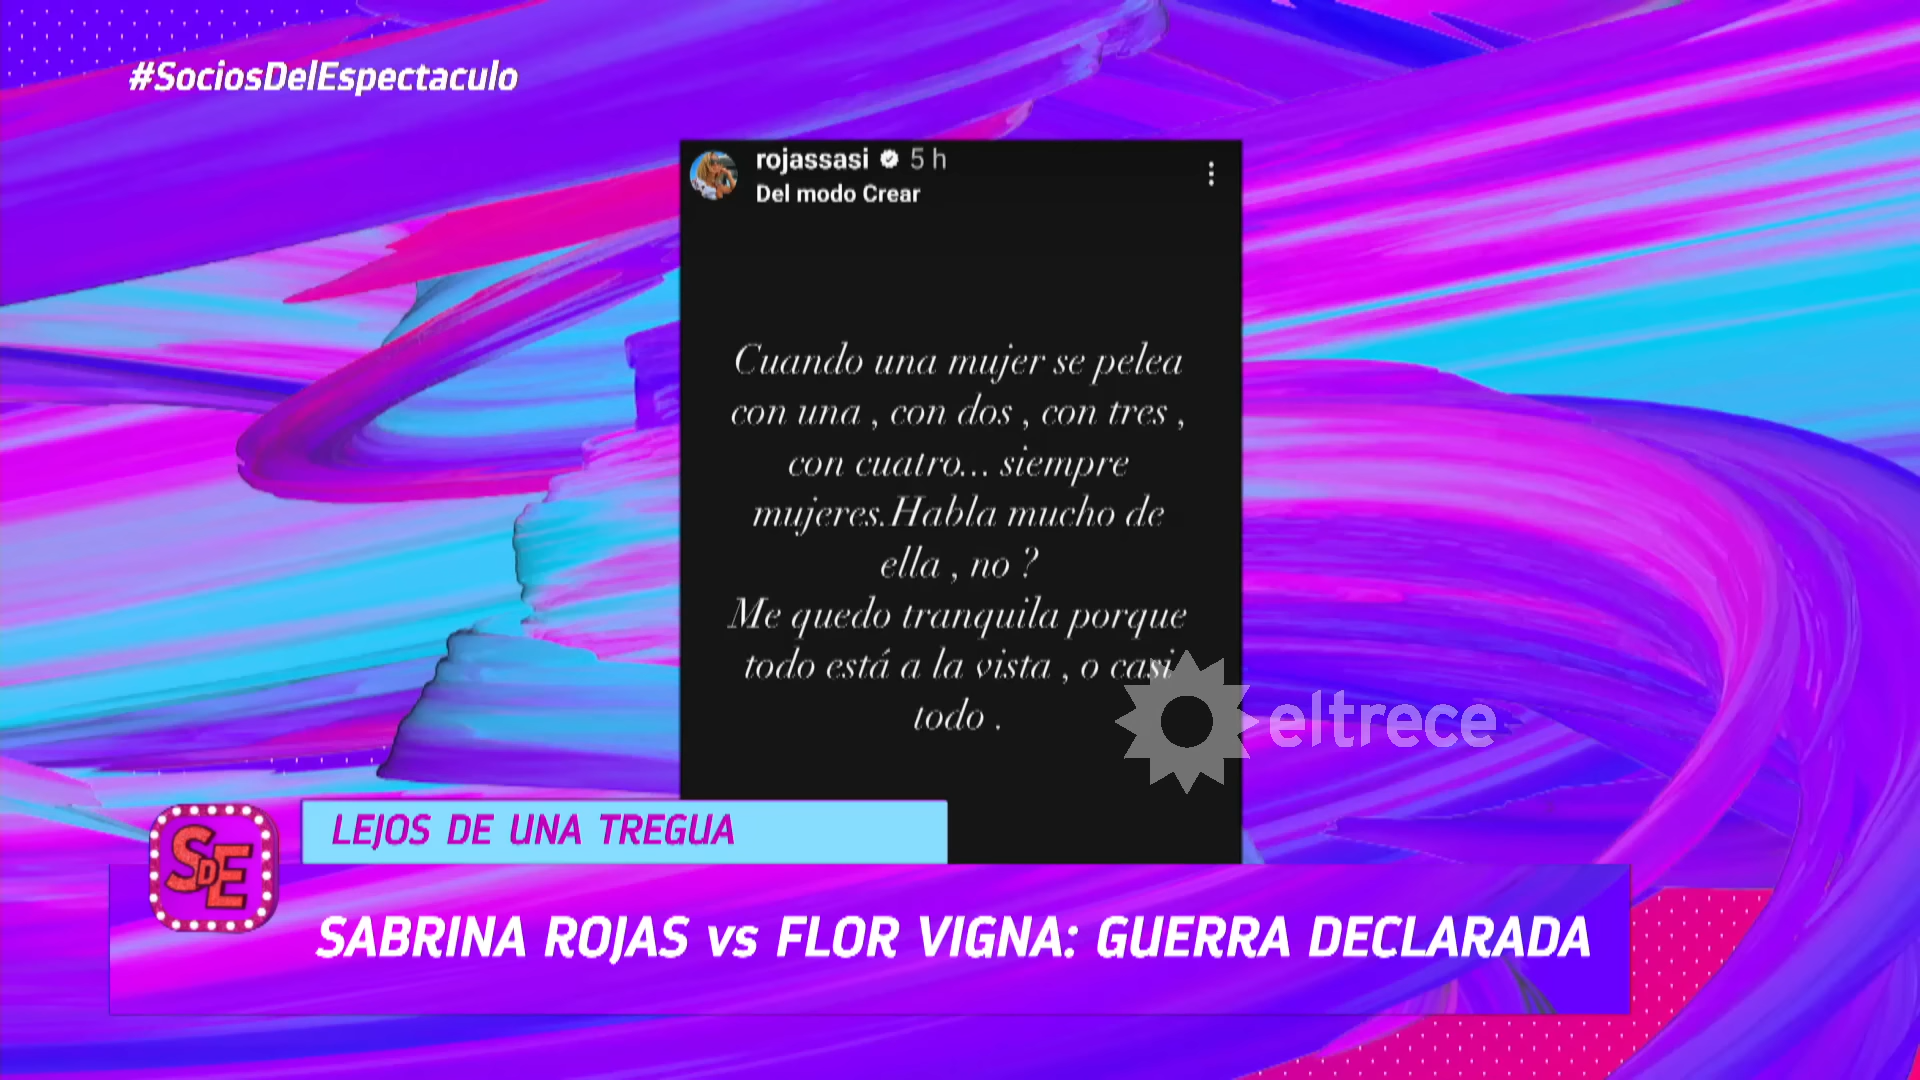 #SociosDelEspectaculo
rojassasi 5 h
Del modo Crear
Cuando una mujer se pelea
con una , con dos , con tres ,
con cuatro... siempre
mujeres.Habla mucho de
ella , no ?
Me quedo tranquila porque
todo está a la vista , o casi
todo .
eltrece
LEJOS DE UNA TREGUA
SDE
SABRINA ROJAS vs FLOR VIGNA: GUERRA DECLARADA